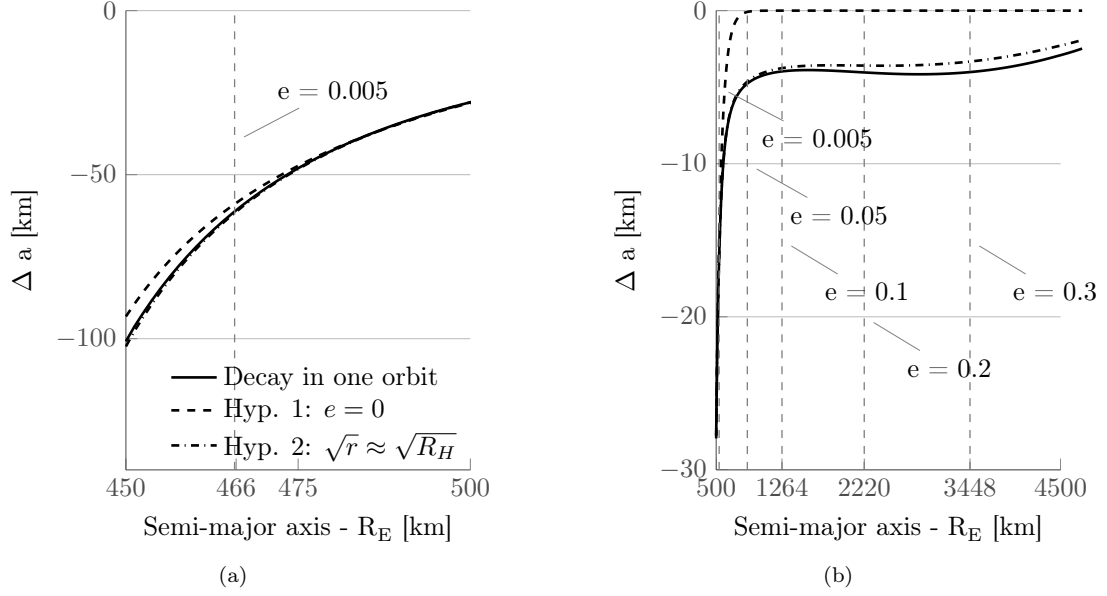 0
−50
−100
Δ a [km]
e = 0.005
Decay in one orbit
Hyp. 1: e = 0
Hyp. 2: √r ≈ √R_H
450
466
475
500
Semi-major axis - R_E [km]
(a)
0
−10
−20
−30
Δ a [km]
e = 0.005
e = 0.05
e = 0.1
e = 0.3
e = 0.2
500
1264
2220
3448
4500
Semi-major axis - R_E [km]
(b)